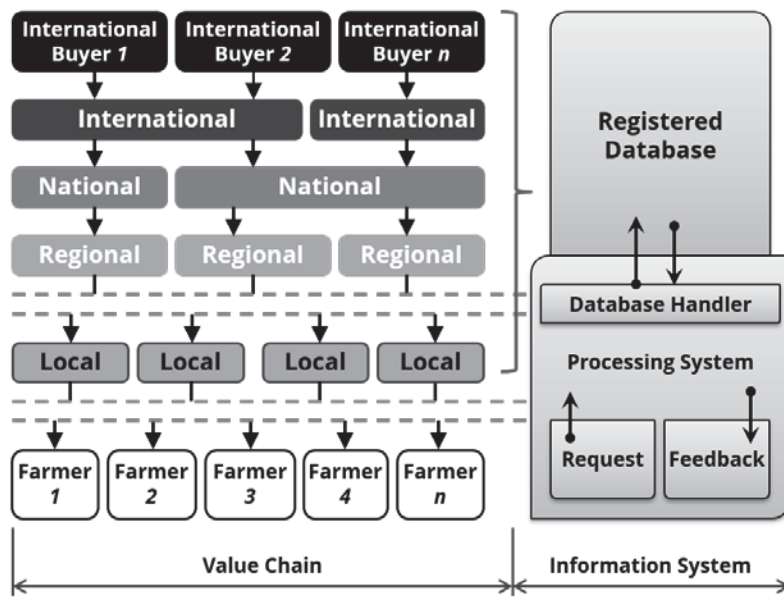 International
Buyer 1
International
Buyer 2
International
Buyer n
International
International
National
National
Regional
Regional
Regional
Local
Local
Local
Local
Farmer
1
Farmer
2
Farmer
3
Farmer
4
Farmer
n
Value Chain
Registered
Database
Database Handler
Processing System
Request
Feedback
Information System